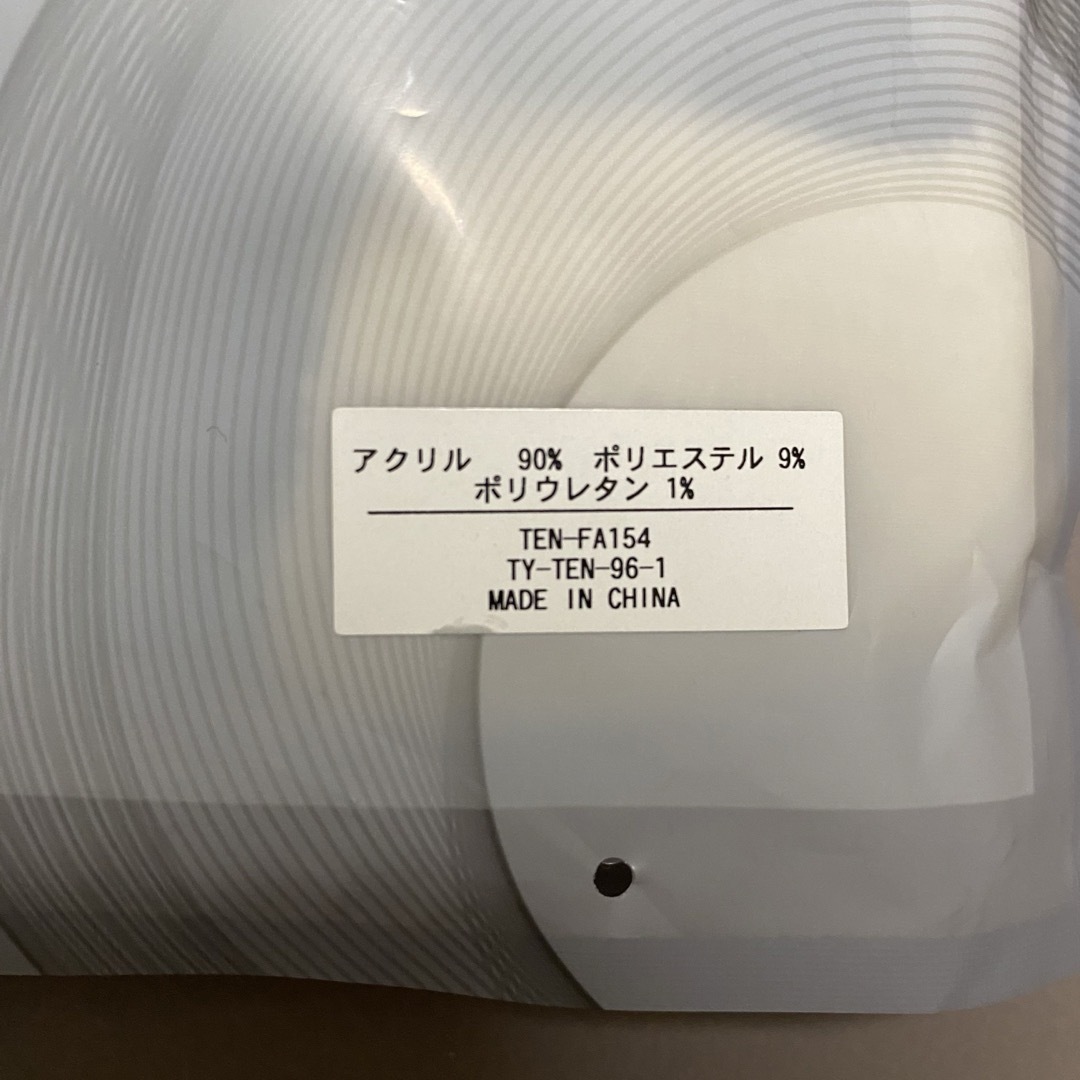 アクリル 90% ポリエステル 9%
ポリウレタン 1%
TEN-FA154
TY-TEN-96-1
MADE IN CHINA